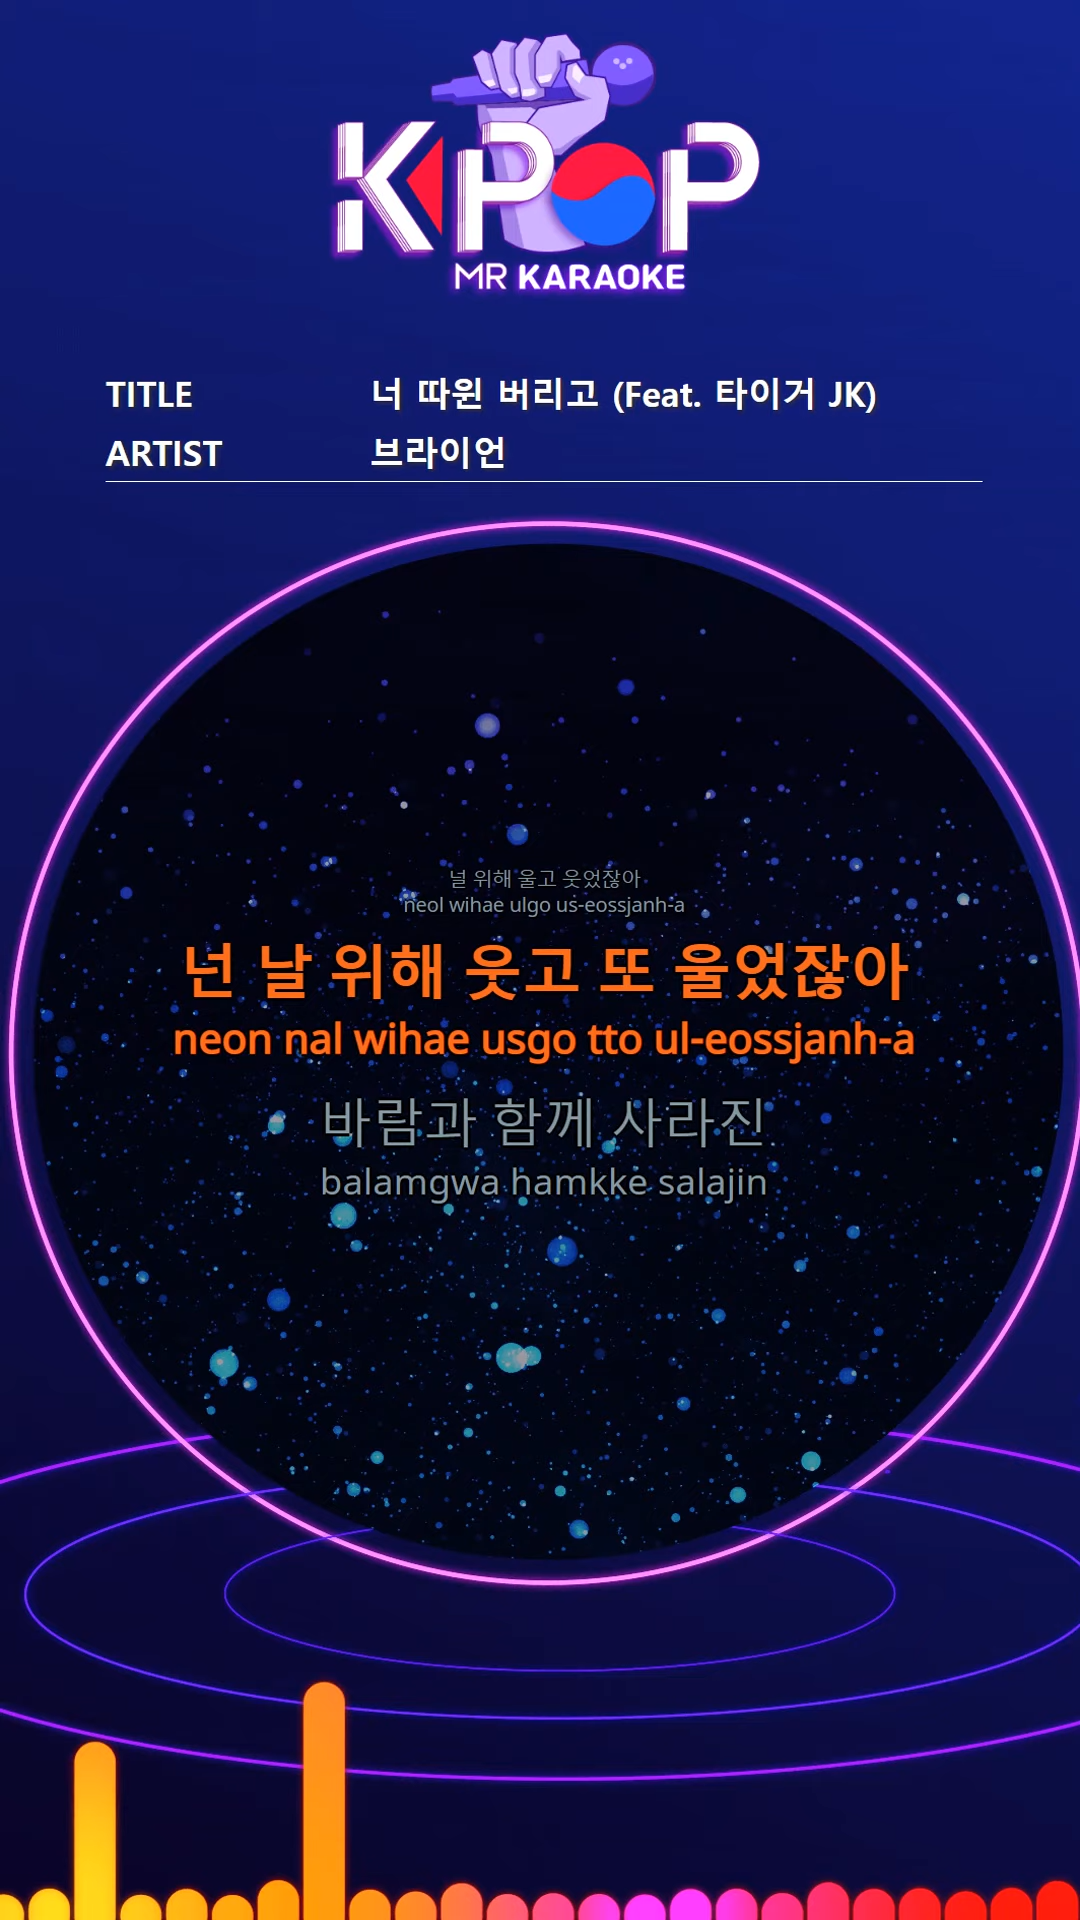 KPOP
MR KARAOKE
TITLE 너 따윈 버리고 (Feat. 타이거 JK)
ARTIST 브라이언
널 위해 울고 웃었잖아
neol wihae ulgo us-eossjanh-a
넌 날 위해 웃고 또 울었잖아
neon nal wihae usgo tto ul-eossjanh-a
바람과 함께 사라진
balamgwa hamkke salajin